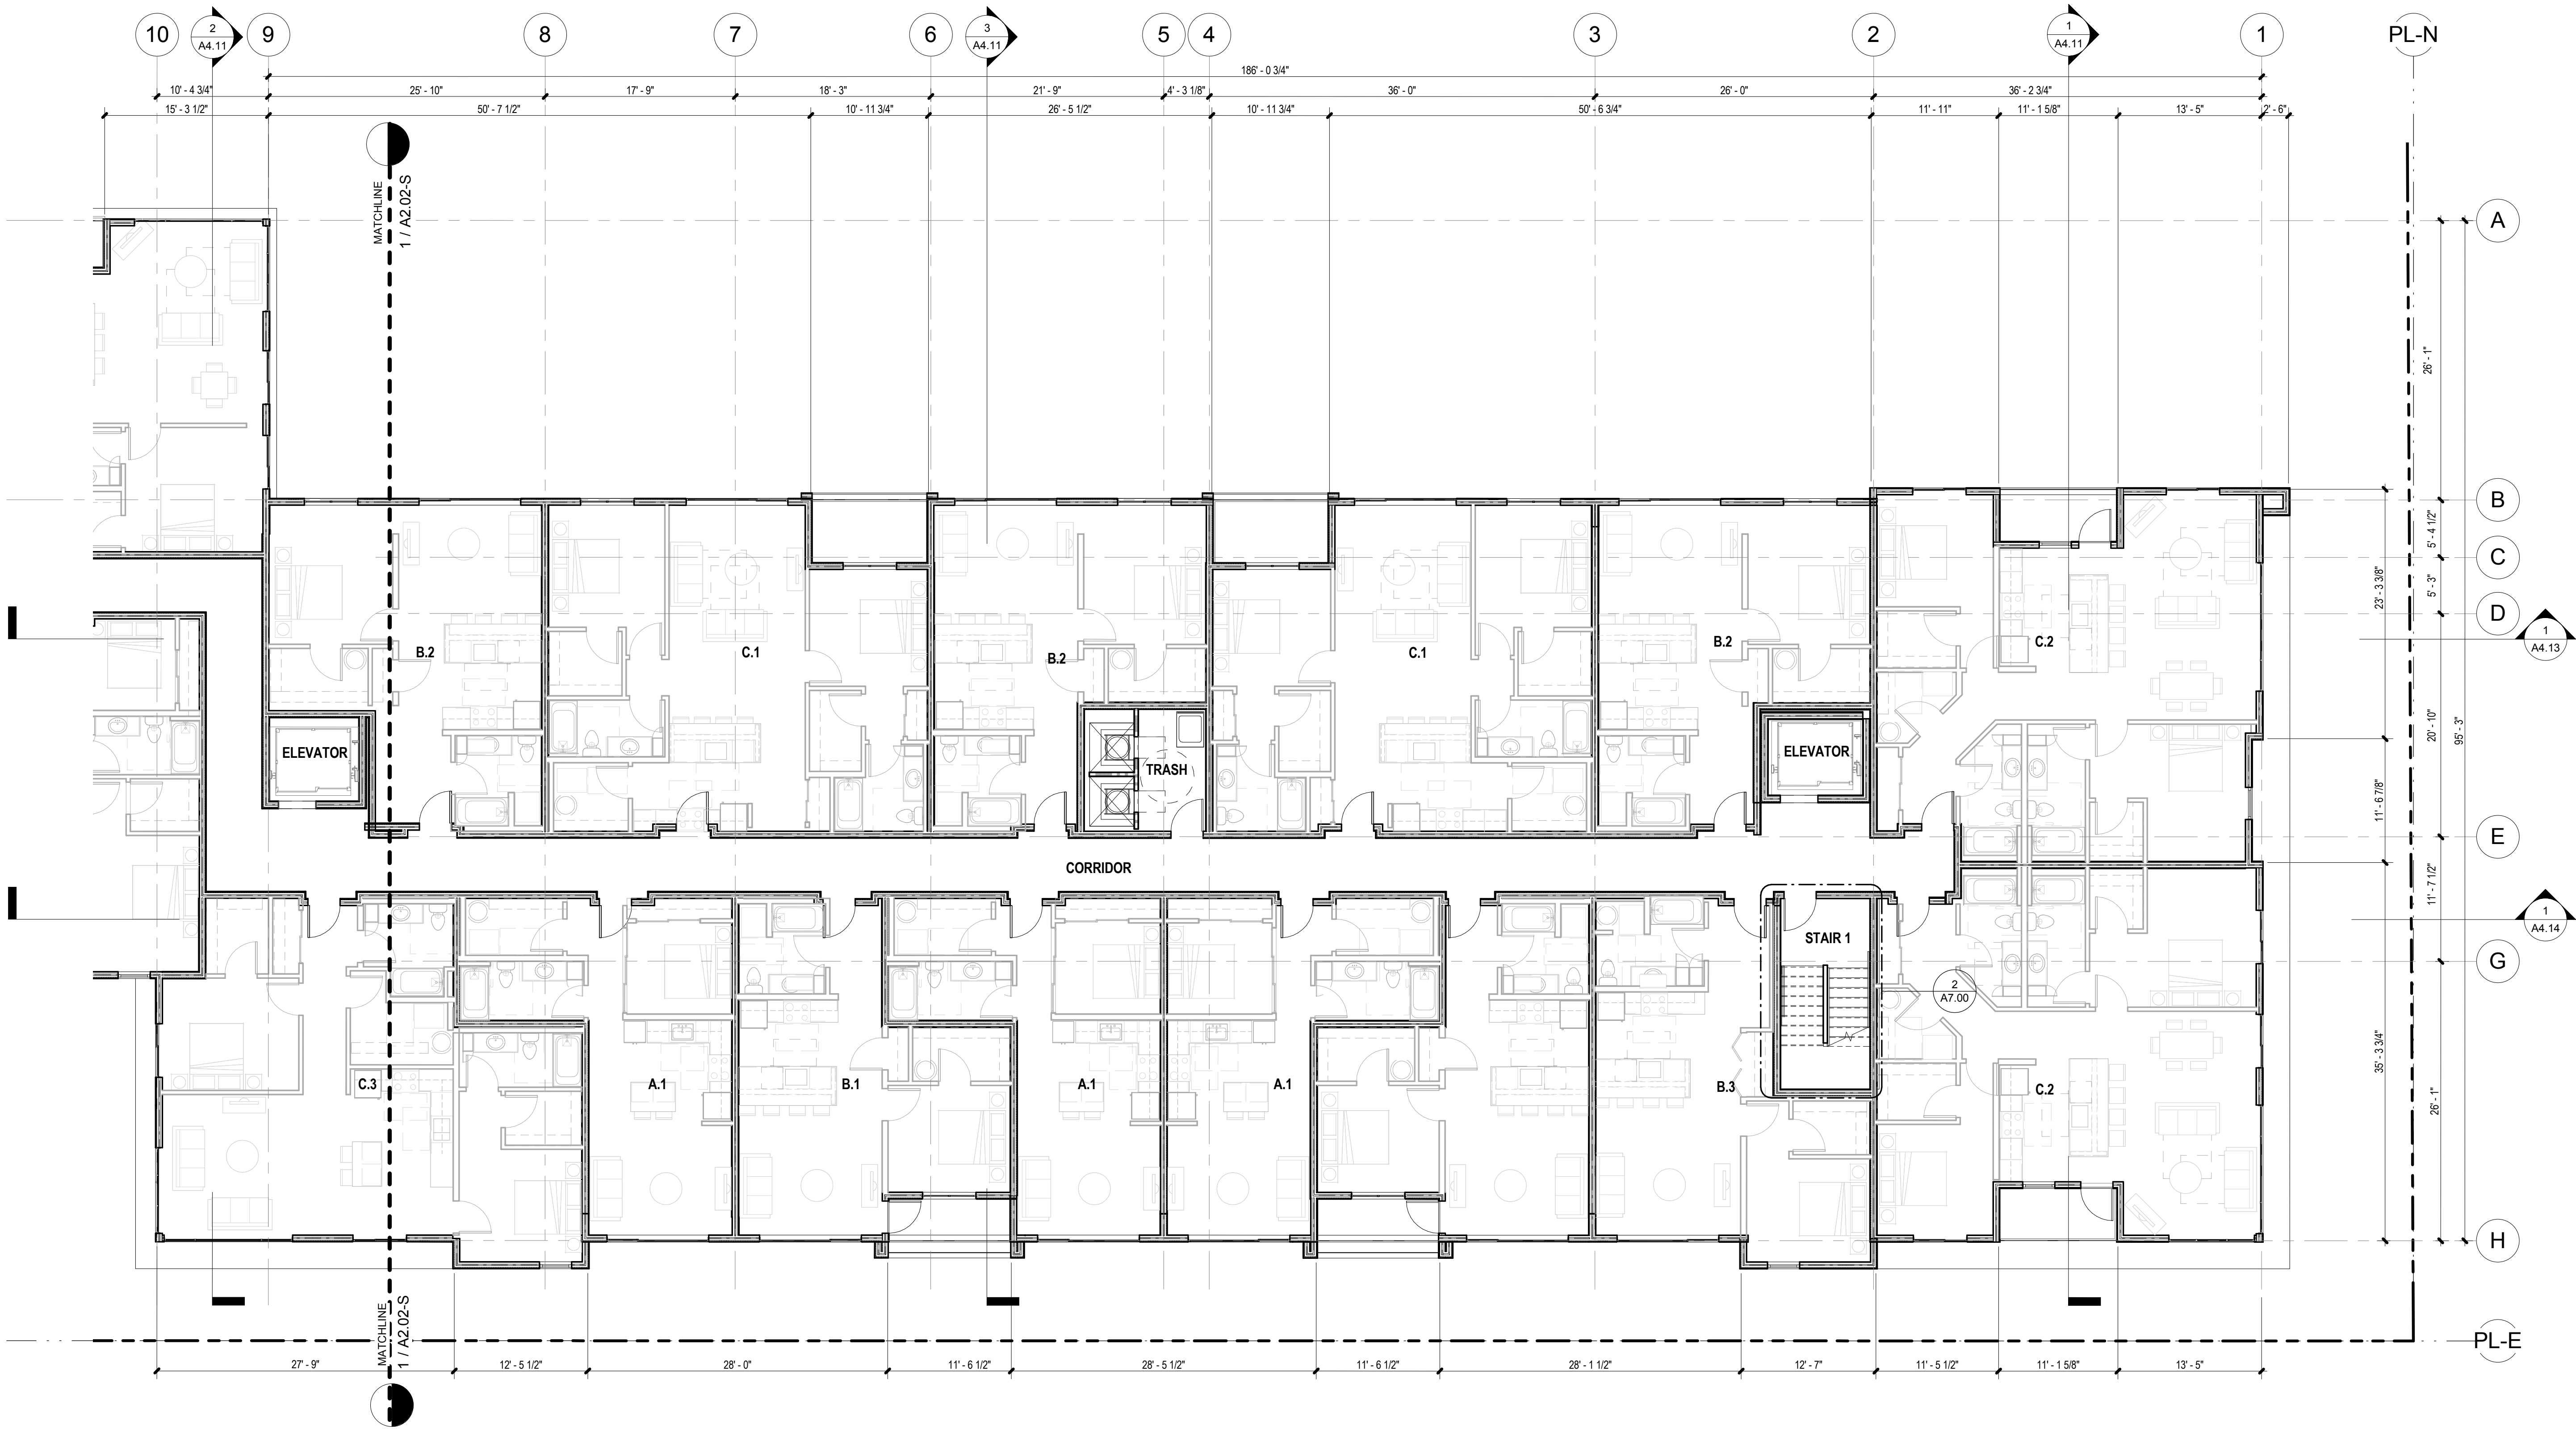 10
9
8
7
6
5
4
3
2
1
PL-N
2
A4.11
3
A4.11
1
A4.11
186' - 0 3/4"
10' - 4 3/4"
25' - 10"
17' - 9"
18' - 3"
21' - 9"
4' - 3 1/8"
36' - 0"
26' - 0"
36' - 2 3/4"
15' - 3 1/2"
50' - 7 1/2"
10' - 11 3/4"
26' - 5 1/2"
10' - 11 3/4"
50' - 6 3/4"
11' - 11"
11' - 1 5/8"
13' - 5"
2' - 6"
MATCHLINE
1 / A2.02-S
A
B
C
D
E
G
H
26' - 1"
5' - 4 1/2"
5' - 3"
23' - 3 3/8"
20' - 10"
95' - 3"
11' - 6 7/8"
11' - 7 1/2"
35' - 3 3/4"
26' - 1"
1
A4.13
1
A4.14
B.2
C.1
B.2
C.1
B.2
C.2
ELEVATOR
TRASH
ELEVATOR
CORRIDOR
STAIR 1
2
A7.00
C.3
A.1
B.1
A.1
A.1
B.3
C.2
MATCHLINE
1 / A2.02-S
PL-E
27' - 9"
12' - 5 1/2"
28' - 0"
11' - 6 1/2"
28' - 5 1/2"
11' - 6 1/2"
28' - 1 1/2"
12' - 7"
11' - 5 1/2"
11' - 1 5/8"
13' - 5"